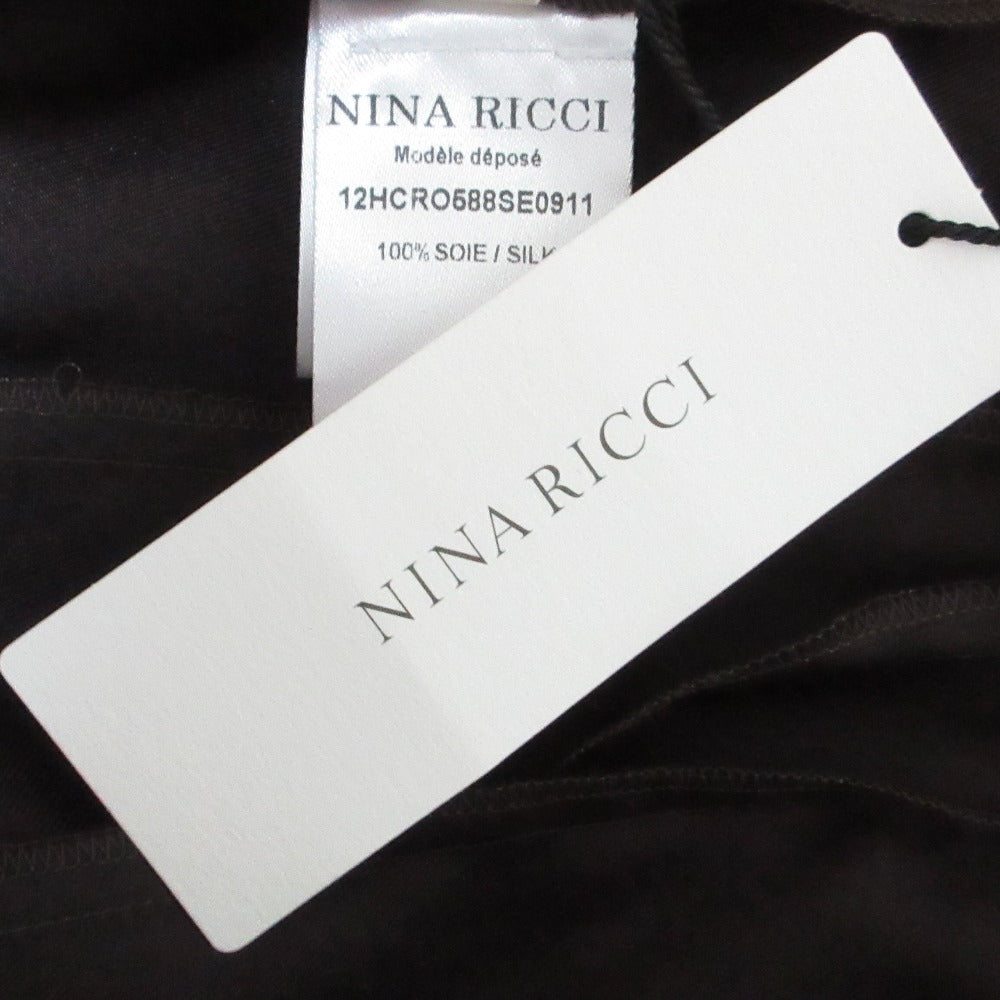 NINA RICCI
Modèle déposé
12HCRO588SE0911
100% SOIE / SILK
NINA RICCI